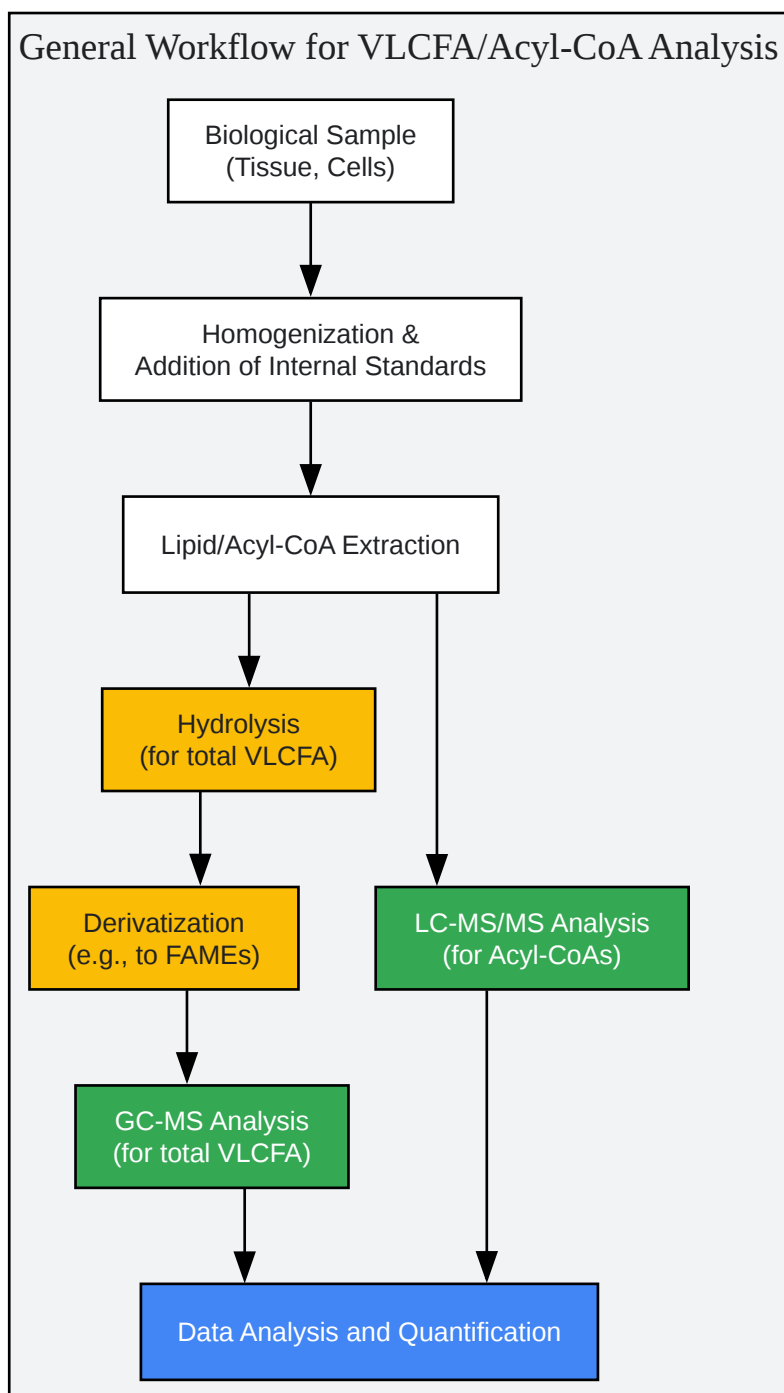 General Workflow for VLCFA/Acyl-CoA Analysis
Biological Sample
(Tissue, Cells)
Homogenization &
Addition of Internal Standards
Lipid/Acyl-CoA Extraction
Hydrolysis
(for total VLCFA)
Derivatization
(e.g., to FAMEs)
LC-MS/MS Analysis
(for Acyl-CoAs)
GC-MS Analysis
(for total VLCFA)
Data Analysis and Quantification